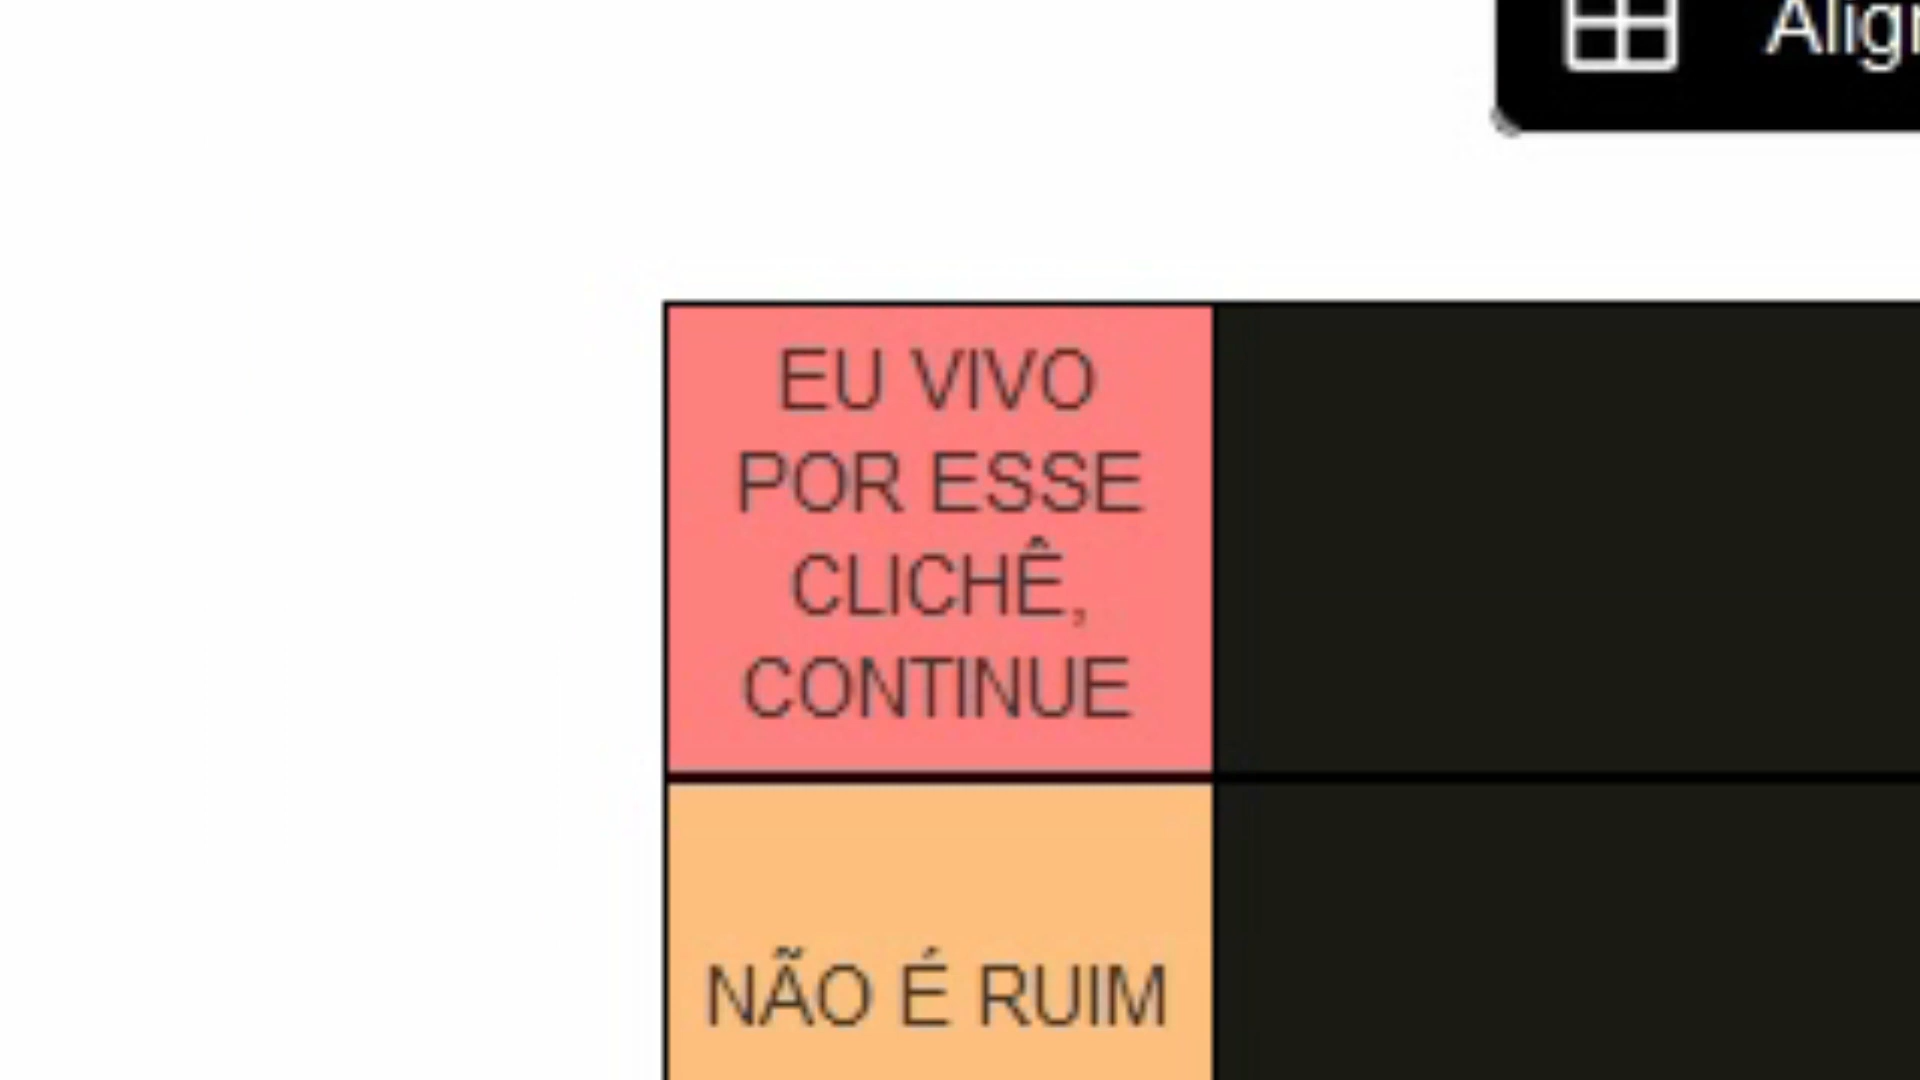 EU VIVO
POR ESSE
CLICHÊ,
CONTINUE
NÃO É RUIM